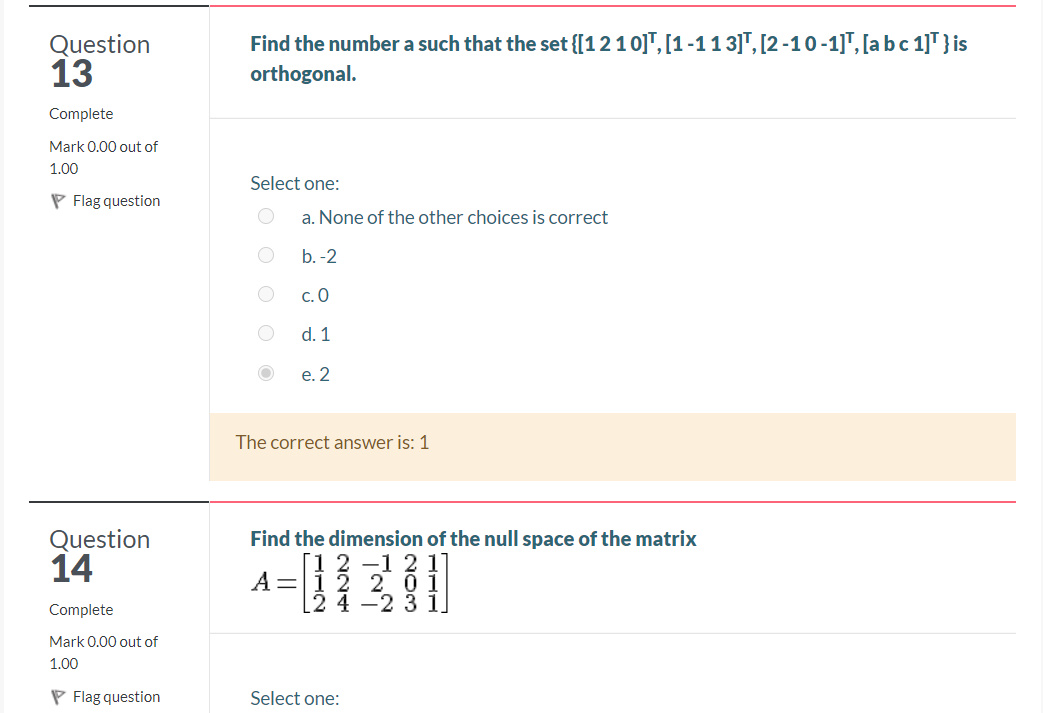 Question
13
Complete
Mark 0.00 out of
1.00
Flag question
Find the number a such that the set {[1 2 1 0]ᵀ, [1 -1 1 3]ᵀ, [2 -1 0 -1]ᵀ, [a b c 1]ᵀ } is
orthogonal.
Select one:
a. None of the other choices is correct
b. -2
c. 0
d. 1
e. 2
The correct answer is: 1
Question
14
Complete
Mark 0.00 out of
1.00
Flag question
Find the dimension of the null space of the matrix
1 2 −1 2 1
A = 1 2 2 0 1
2 4 −2 3 1
Select one: